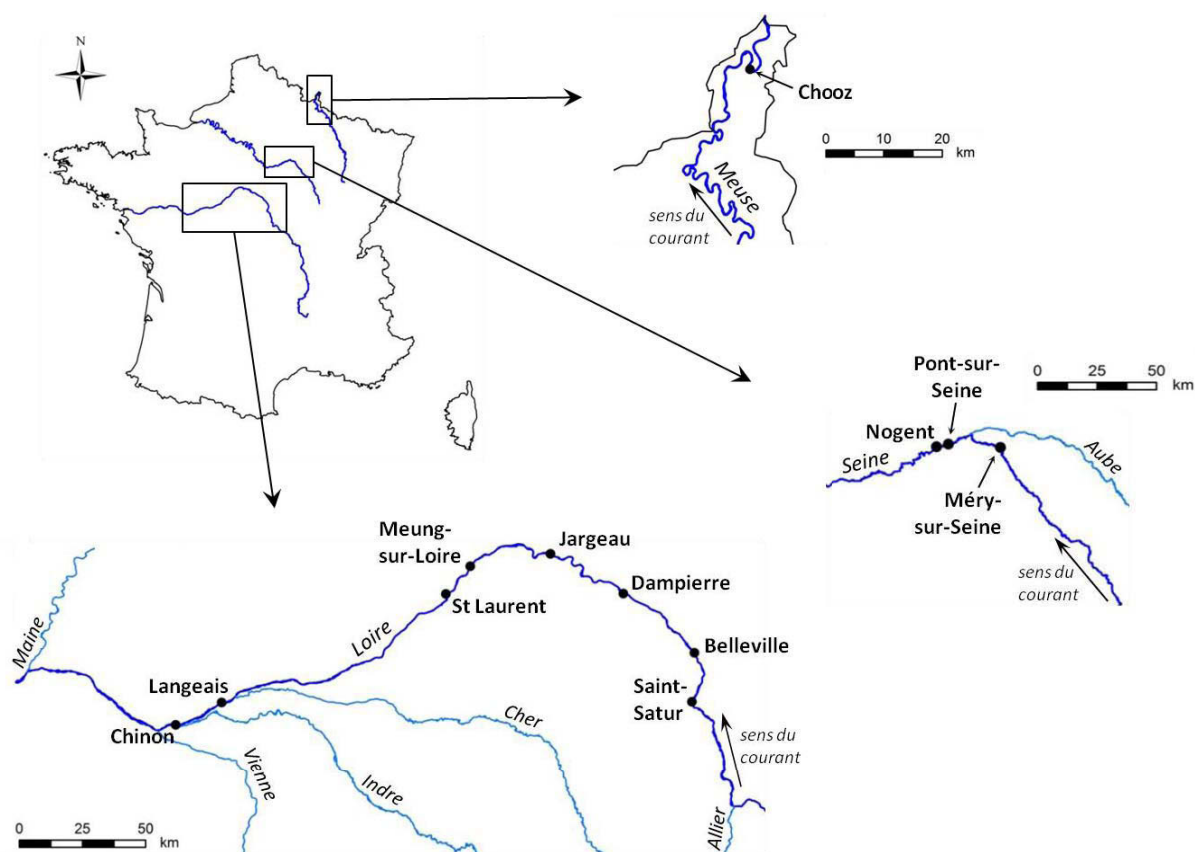 N
Chooz
0 10 20
km
Meuse
sens du
courant
Pont-sur-
Seine
0 25 50
km
Nogent
Seine
Aube
Méry-
sur-Seine
sens du
courant
Meung-
sur-Loire
Jargeau
St Laurent
Dampierre
Loire
Belleville
Maine
Langeais
Saint-
Satur
Cher
Chinon
sens du
courant
Vienne
Indre
Allier
0 25 50
km